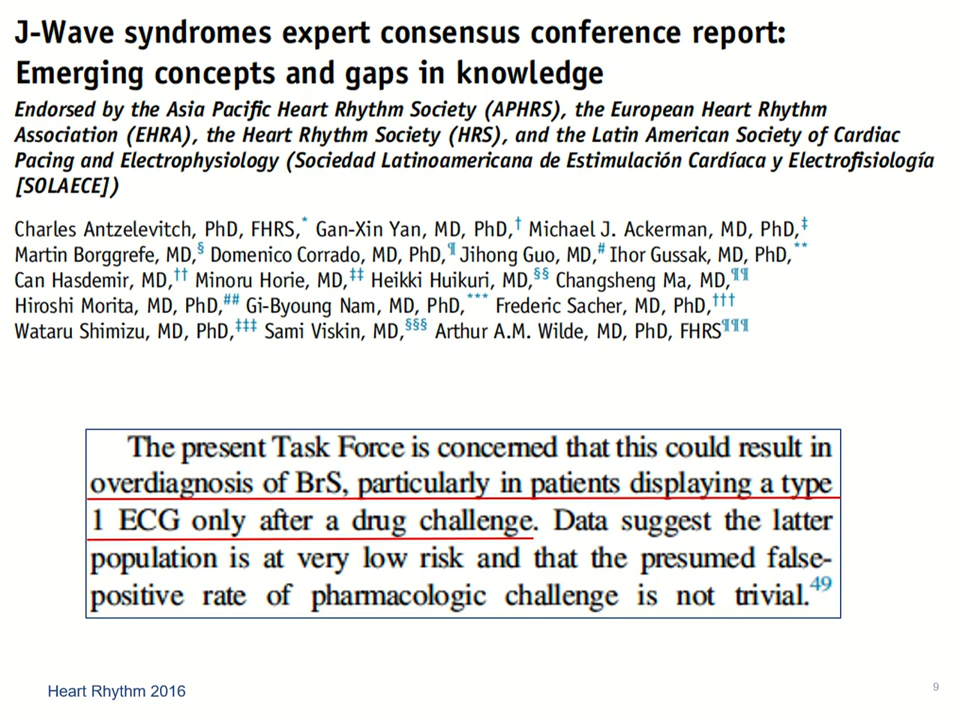 J-Wave syndromes expert consensus conference report:
Emerging concepts and gaps in knowledge
Endorsed by the Asia Pacific Heart Rhythm Society (APHRS), the European Heart Rhythm
Association (EHRA), the Heart Rhythm Society (HRS), and the Latin American Society of Cardiac
Pacing and Electrophysiology (Sociedad Latinoamericana de Estimulación Cardíaca y Electrofisiología
[SOLAECE])
Charles Antzelevitch, PhD, FHRS,* Gan-Xin Yan, MD, PhD,† Michael J. Ackerman, MD, PhD,‡
Martin Borggrefe, MD,§ Domenico Corrado, MD, PhD,¶ Jihong Guo, MD,# Ihor Gussak, MD, PhD,**
Can Hasdemir, MD,†† Minoru Horie, MD,‡‡ Heikki Huikuri, MD,§§ Changsheng Ma, MD,¶¶
Hiroshi Morita, MD, PhD,## Gi-Byoung Nam, MD, PhD,*** Frederic Sacher, MD, PhD,†††
Wataru Shimizu, MD, PhD,‡‡‡ Sami Viskin, MD,§§§ Arthur A.M. Wilde, MD, PhD, FHRS¶¶¶
The present Task Force is concerned that this could result in
overdiagnosis of BrS, particularly in patients displaying a type
1 ECG only after a drug challenge. Data suggest the latter
population is at very low risk and that the presumed false-
positive rate of pharmacologic challenge is not trivial.49
Heart Rhythm 2016
9